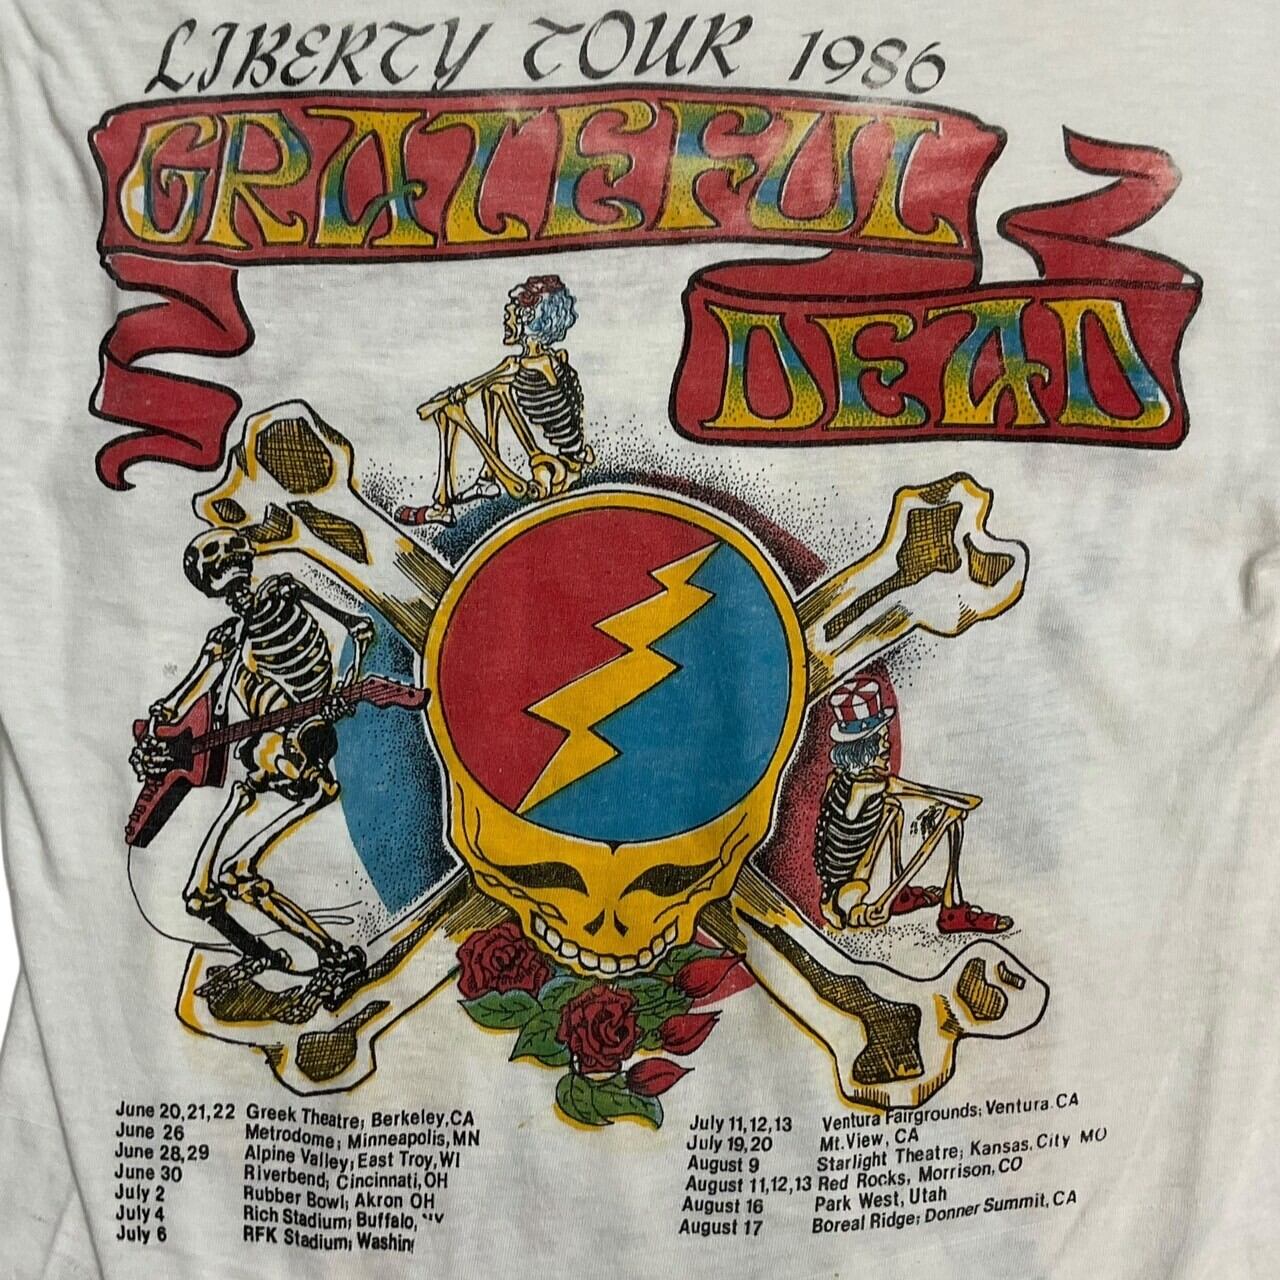 LIBERTY TOUR 1986
GRATEFUL
DEAD
June 20,21,22 Greek Theatre; Berkeley,CA
June 26 Metrodome; Minneapolis,MN
June 28,29 Alpine Valley; East Troy,WI
June 30 Riverbend; Cincinnati,OH
July 2 Rubber Bowl; Akron OH
July 4 Rich Stadium; Buffalo,
July 6 RFK Stadium;
July 11,12,13 Ventura Fairgrounds; Ventura.CA
July 19,20 Mt.View, CA
August 9 Starlight Theatre; Kansas. City MO
August 11,12,13 Red Rocks, Morrison,CO
August 16 Park West, Utah
August 17 Boreal Ridge; Donner Summit,CA